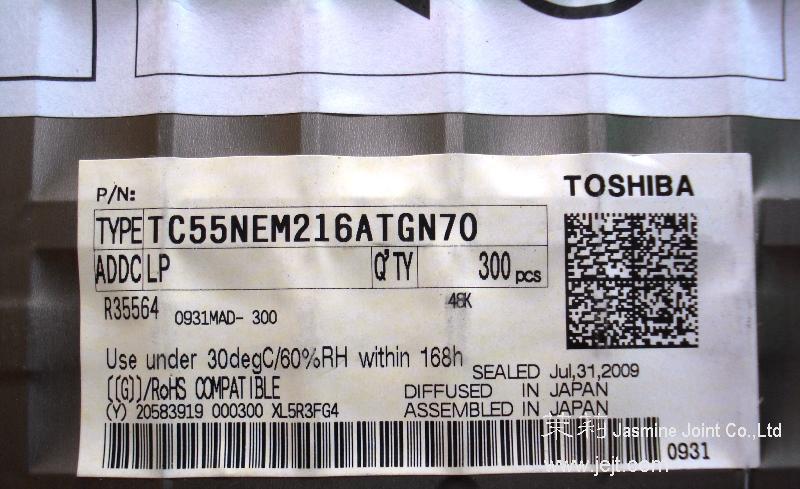 P/N:
TOSHIBA
TYPE TC55NEM216ATGN70
ADDC LP Q'TY 300 pcs
R35564 0931MAD- 300 48K
Use under 30degC/60%RH within 168h
SEALED Jul,31,2009
[[G]]/RoHS COMPATIBLE DIFFUSED IN JAPAN
(Y) 20583919 000300 XL5R3FG4 ASSEMBLED IN JAPAN
Jasmine Joint Co.,Ltd
0931
www.jejt.com